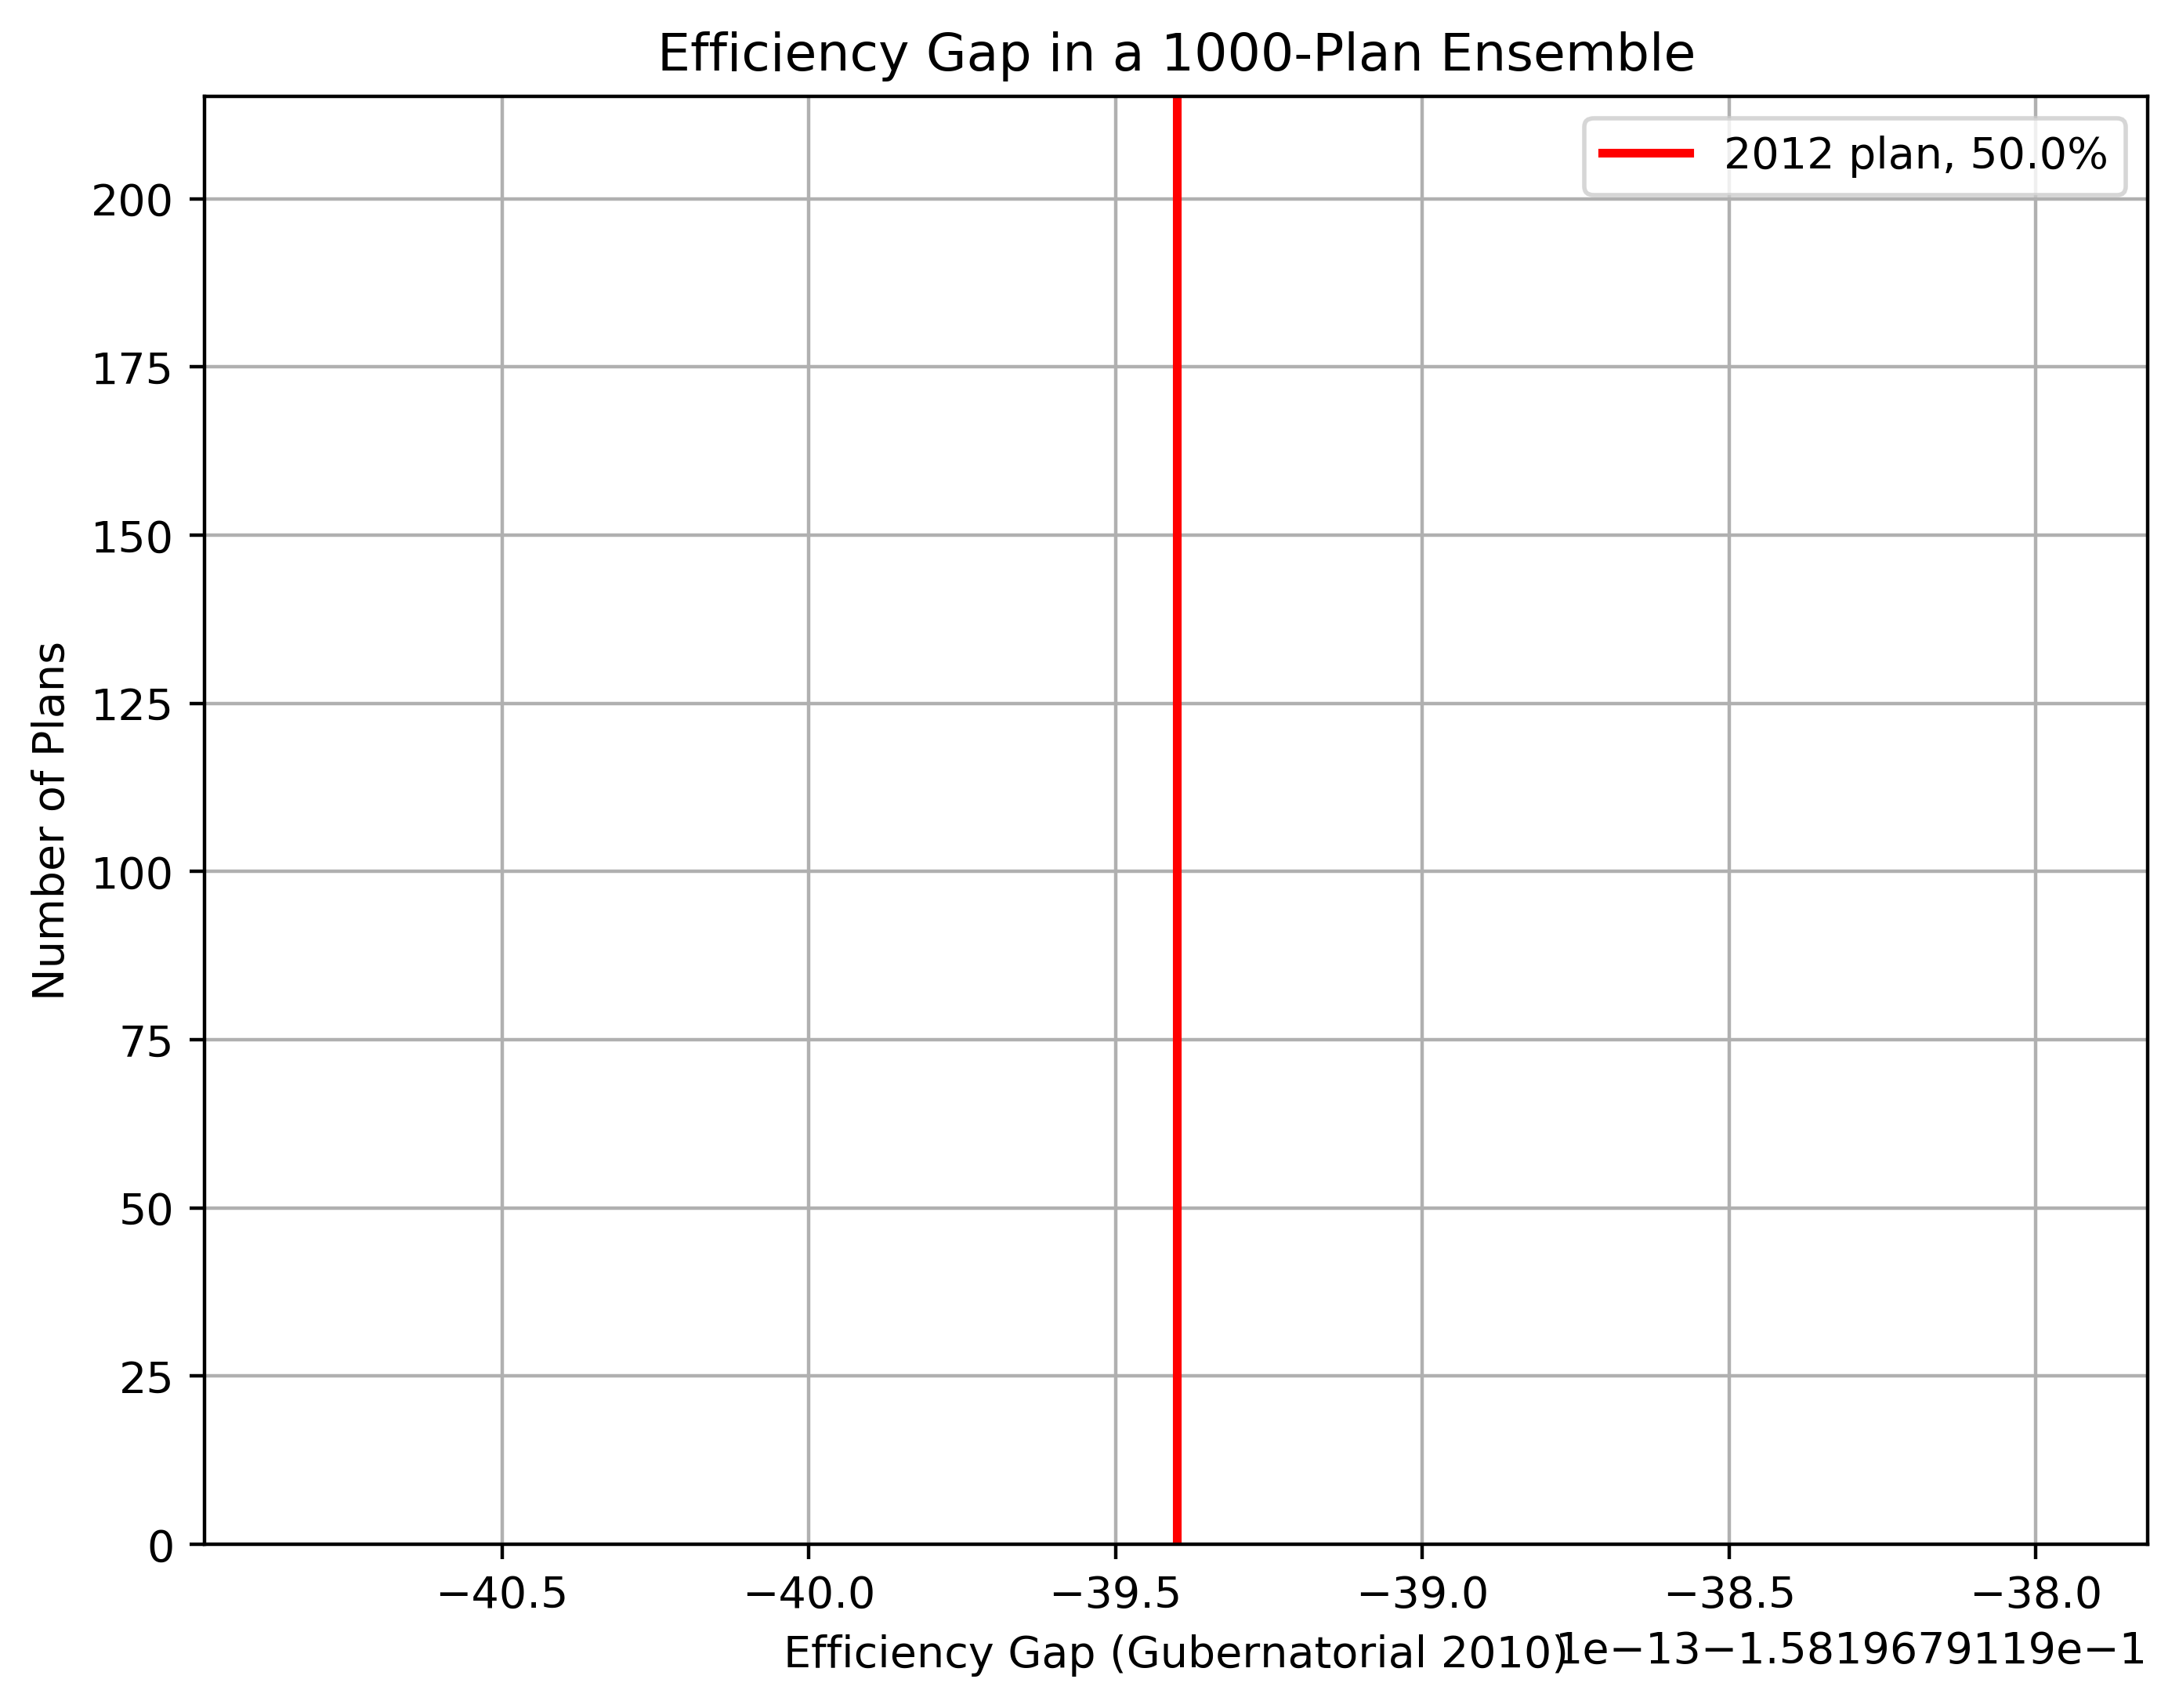 Efficiency Gap in a 1000-Plan Ensemble
2012 plan, 50.0%
200
175
150
125
100
75
50
25
0
Number of Plans
−40.5 −40.0 −39.5 −39.0 −38.5 −38.0
Efficiency Gap (Gubernatorial 2010)
1e−13−1.5819679119e−1